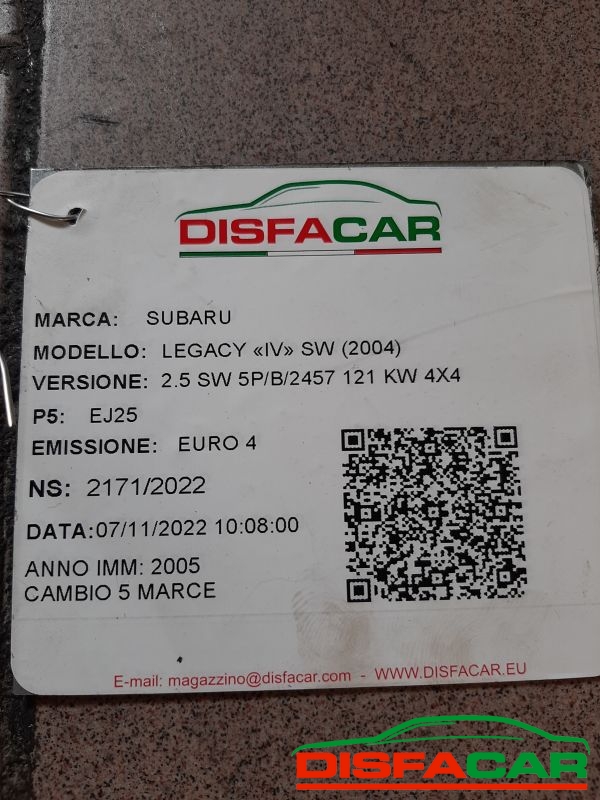 DISFACAR
MARCA: SUBARU
MODELLO: LEGACY «IV» SW (2004)
VERSIONE: 2.5 SW 5P/B/2457 121 KW 4X4
P5: EJ25
EMISSIONE: EURO 4
NS: 2171/2022
DATA:07/11/2022 10:08:00
ANNO IMM: 2005
CAMBIO 5 MARCE
E-mail: magazzino@disfacar.com - WWW.DISFACAR.EU
DISFACAR